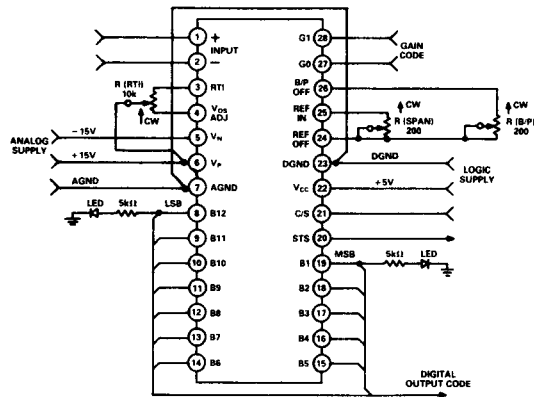 1 +
INPUT
2 −
R (RTI)
10k
CW
3 RTI
4 VOS
ADJ
ANALOG
SUPPLY
−15V
5 VN
+15V
6 VP
AGND
7 AGND
LED
5kΩ
LSB
8 B12
9 B11
10 B10
11 B9
12 B8
13 B7
14 B6
G1 28
G0 27
GAIN
CODE
B/P
OFF 26
REF
IN 25
REF
OFF 24
CW
R (SPAN)
200
CW
R (B/P)
200
DGND 23
DGND
VCC 22
+5V
LOGIC
SUPPLY
C/S 21
STS 20
B1 19
MSB
5kΩ
LED
B2 18
B3 17
B4 16
B5 15
DIGITAL
OUTPUT CODE